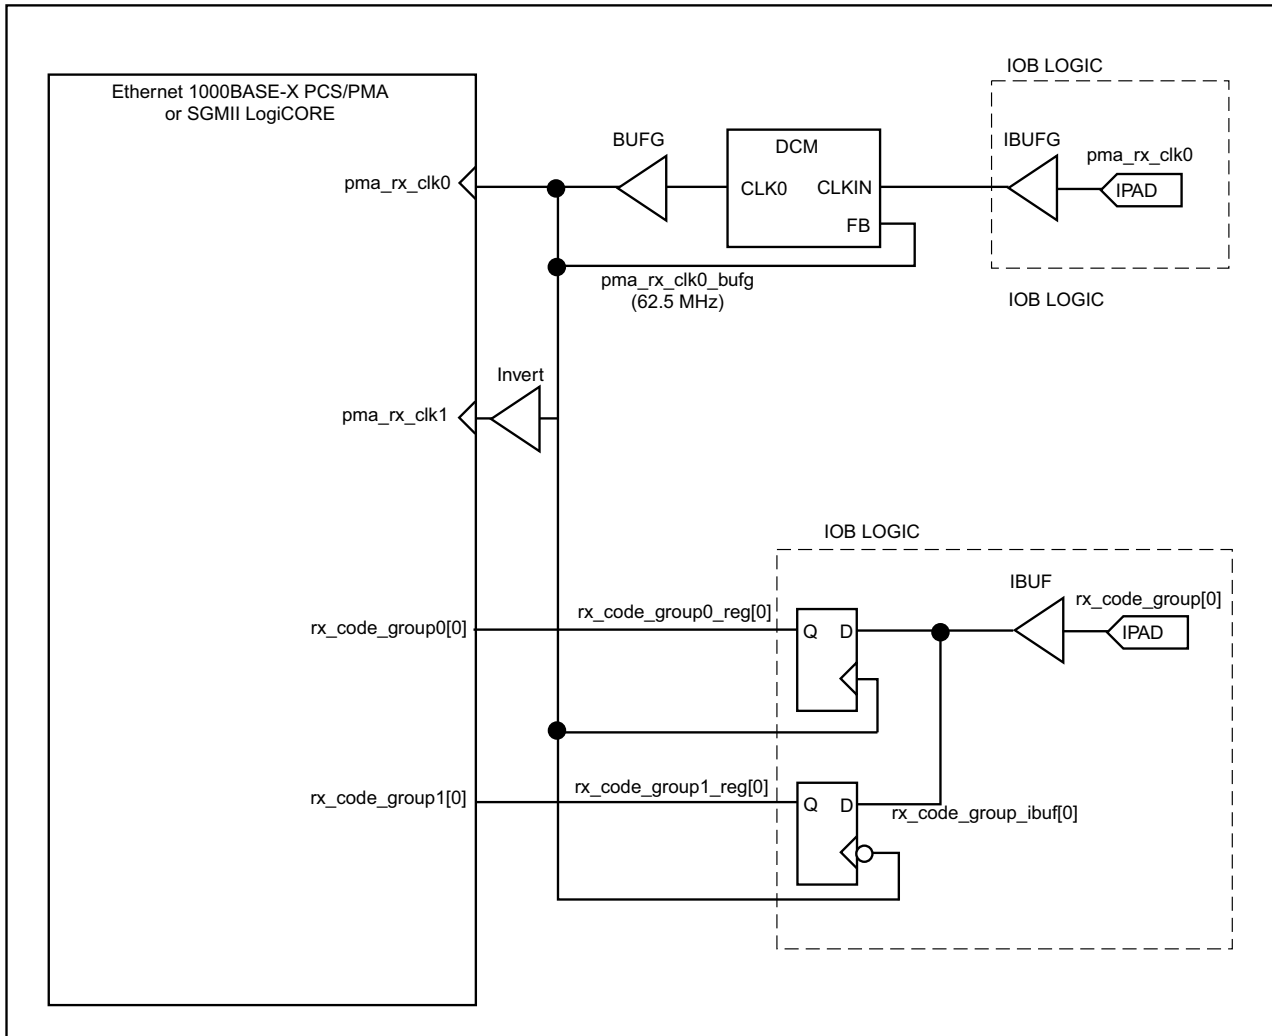 Ethernet 1000BASE-X PCS/PMA
or SGMII LogiCORE
IOB LOGIC
BUFG
DCM
IBUFG
pma_rx_clk0
pma_rx_clk0
CLK0
CLKIN
IPAD
FB
pma_rx_clk0_bufg
(62.5 MHz)
IOB LOGIC
Invert
pma_rx_clk1
IOB LOGIC
IBUF
rx_code_group[0]
rx_code_group0_reg[0]
rx_code_group0[0]
Q
D
IPAD
rx_code_group1_reg[0]
rx_code_group1[0]
Q
D
rx_code_group_ibuf[0]